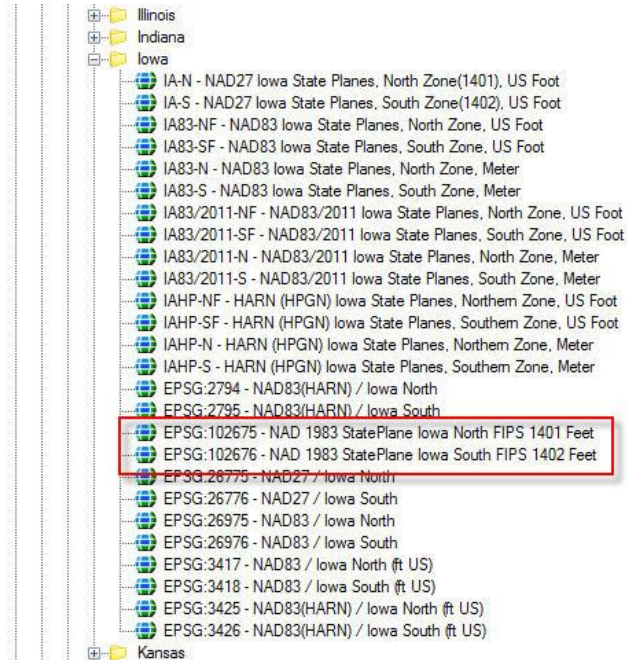 Illinois
Indiana
Iowa
IA-N - NAD27 Iowa State Planes, North Zone(1401), US Foot
IA-S - NAD27 Iowa State Planes, South Zone(1402), US Foot
IA83-NF - NAD83 Iowa State Planes, North Zone, US Foot
IA83-SF - NAD83 Iowa State Planes, South Zone, US Foot
IA83-N - NAD83 Iowa State Planes, North Zone, Meter
IA83-S - NAD83 Iowa State Planes, South Zone, Meter
IA83/2011-NF - NAD83/2011 Iowa State Planes, North Zone, US Foot
IA83/2011-SF - NAD83/2011 Iowa State Planes, South Zone, US Foot
IA83/2011-N - NAD83/2011 Iowa State Planes, North Zone, Meter
IA83/2011-S - NAD83/2011 Iowa State Planes, South Zone, Meter
IAHP-NF - HARN (HPGN) Iowa State Planes, Northern Zone, US Foot
IAHP-SF - HARN (HPGN) Iowa State Planes, Southern Zone, US Foot
IAHP-N - HARN (HPGN) Iowa State Planes, Northern Zone, Meter
IAHP-S - HARN (HPGN) Iowa State Planes, Southern Zone, Meter
EPSG:2794 - NAD83(HARN) / Iowa North
EPSG:2795 - NAD83(HARN) / Iowa South
EPSG:102675 - NAD 1983 StatePlane Iowa North FIPS 1401 Feet
EPSG:102676 - NAD 1983 StatePlane Iowa South FIPS 1402 Feet
EPSG:26775 - NAD27 / Iowa North
EPSG:26776 - NAD27 / Iowa South
EPSG:26975 - NAD83 / Iowa North
EPSG:26976 - NAD83 / Iowa South
EPSG:3417 - NAD83 / Iowa North (ft US)
EPSG:3418 - NAD83 / Iowa South (ft US)
EPSG:3425 - NAD83(HARN) / Iowa North (ft US)
EPSG:3426 - NAD83(HARN) / Iowa South (ft US)
Kansas